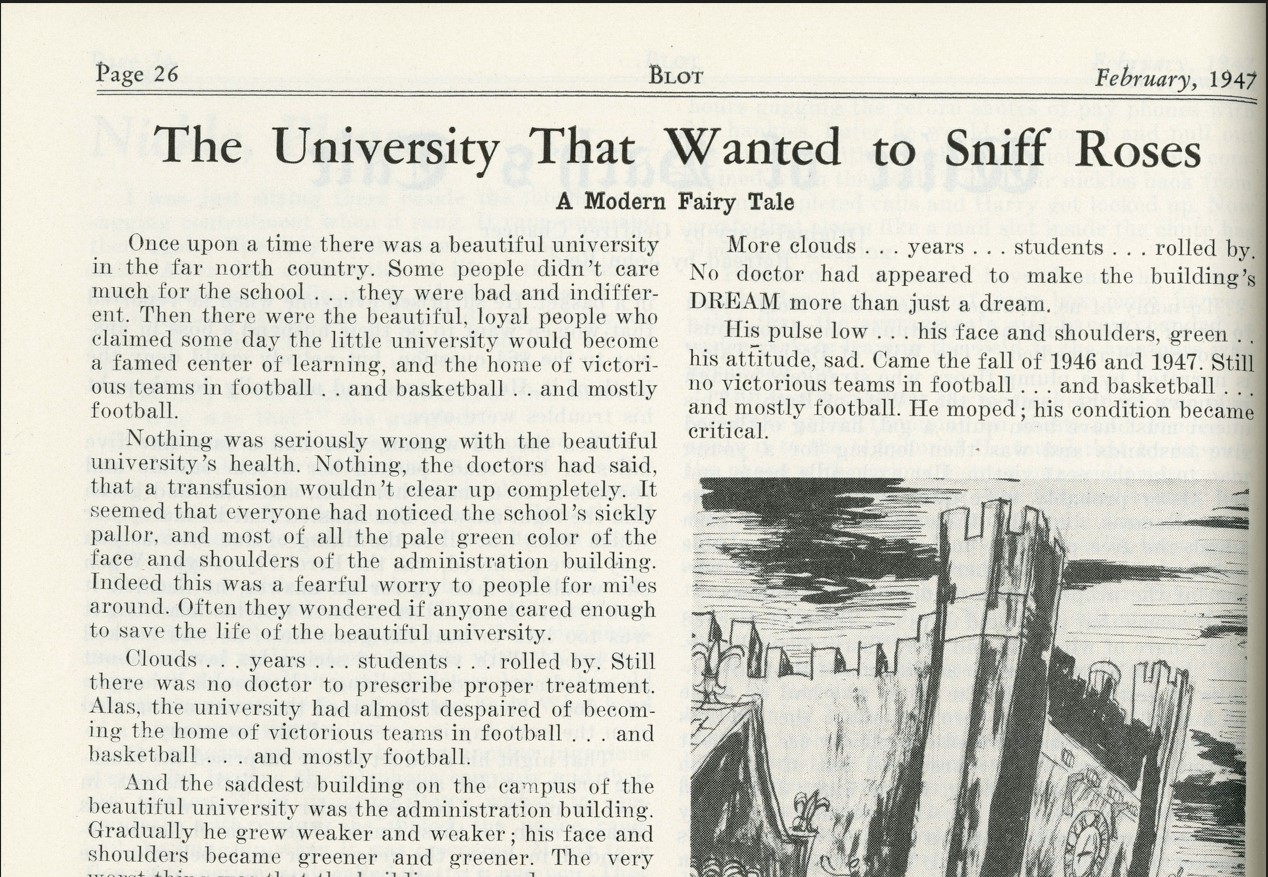 Page 26
BLOT
February, 1947
The University That Wanted to Sniff Roses
A Modern Fairy Tale
Once upon a time there was a beautiful university
in the far north country. Some people didn't care
much for the school . . . they were bad and indiffer-
ent. Then there were the beautiful, loyal people who
claimed some day the little university would become
a famed center of learning, and the home of victori-
ous teams in football . . . and basketball . . and mostly
football.
Nothing was seriously wrong with the beautiful
university's health. Nothing, the doctors had said,
that a transfusion wouldn't clear up completely. It
seemed that everyone had noticed the school's sickly
pallor, and most of all the pale green color of the
face and shoulders of the administration building.
Indeed this was a fearful worry to people for miles
around. Often they wondered if anyone cared enough
to save the life of the beautiful university.
Clouds . . . years . . . students . . . rolled by. Still
there was no doctor to prescribe proper treatment.
Alas, the university had almost despaired of becom-
ing the home of victorious teams in football . . . and
basketball . . . and mostly football.
And the saddest building on the campus of the
beautiful university was the administration building.
Gradually he grew weaker and weaker; his face and
shoulders became greener and greener. The very
More clouds . . . years . . . students . . . rolled by.
No doctor had appeared to make the building's
DREAM more than just a dream.
His pulse low . . . his face and shoulders, green . .
his attitude, sad. Came the fall of 1946 and 1947. Still
no victorious teams in football . . . and basketball . .
and mostly football. He moped; his condition became
critical.